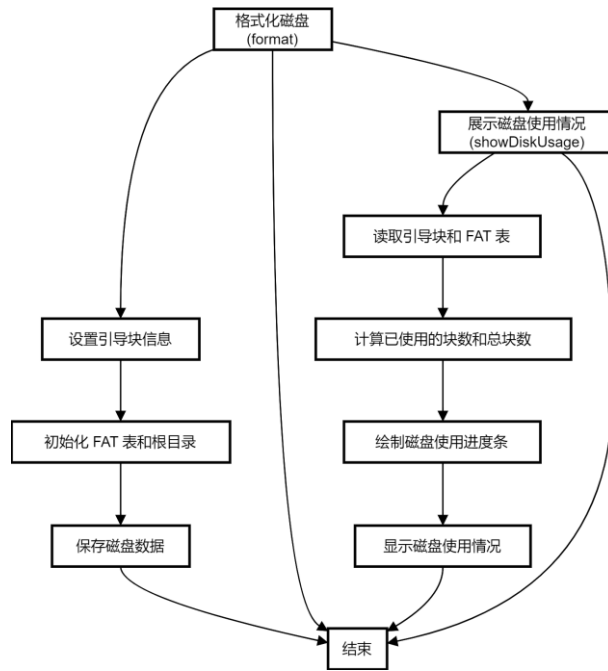 格式化磁盘
(format)
展示磁盘使用情况
(showDiskUsage)
读取引导块和 FAT 表
设置引导块信息
计算已使用的块数和总块数
初始化 FAT 表和根目录
绘制磁盘使用进度条
保存磁盘数据
显示磁盘使用情况
结束